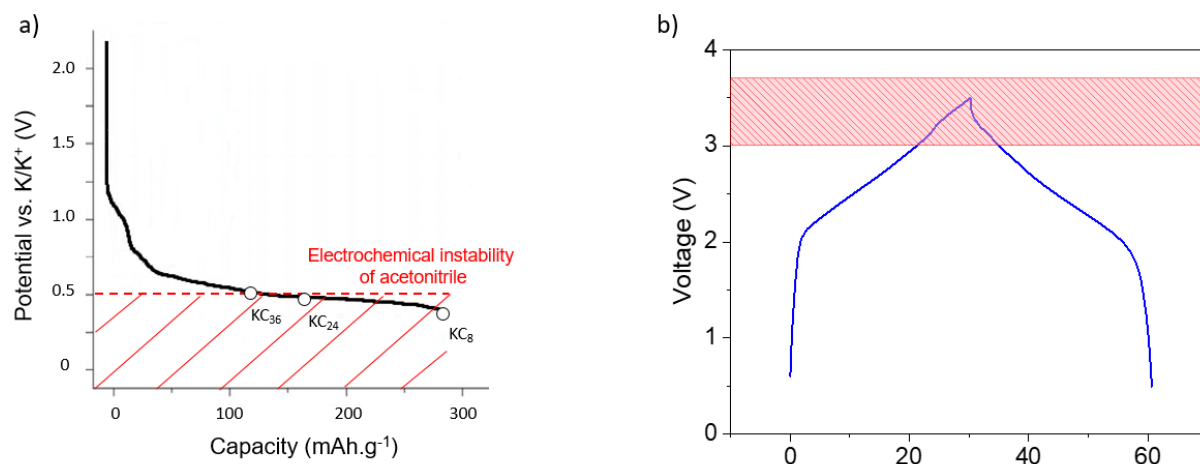 a)
Potential vs. K/K⁺ (V)
2.0
1.5
1.0
0.5
0
Electrochemical instability
of acetonitrile
KC₃₆
KC₂₄
KC₈
0
100
200
300
Capacity (mAh.g⁻¹)
b)
Voltage (V)
4
3
2
1
0
0
20
40
60